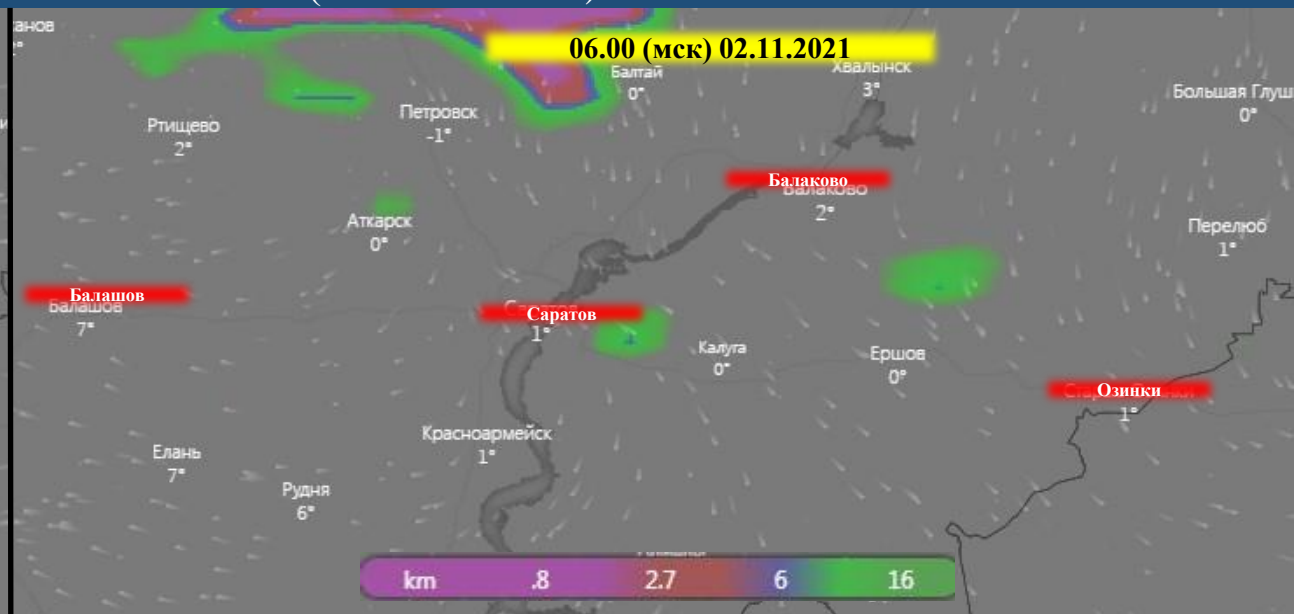 06.00 (мск) 02.11.2021
Балтай
0°
Хвалынск
3°
Большая Глуш
0°
Ртищево
2°
Петровск
-1°
Балаково
Балаково
2°
Аткарск
0°
Перелюб
1°
Балашов
Балашов
7°
Саратов
1°
Калуга
0°
Ершов
0°
Озинки
1°
Красноармейск
1°
Елань
7°
Рудня
6°
km .8 2.7 6 16